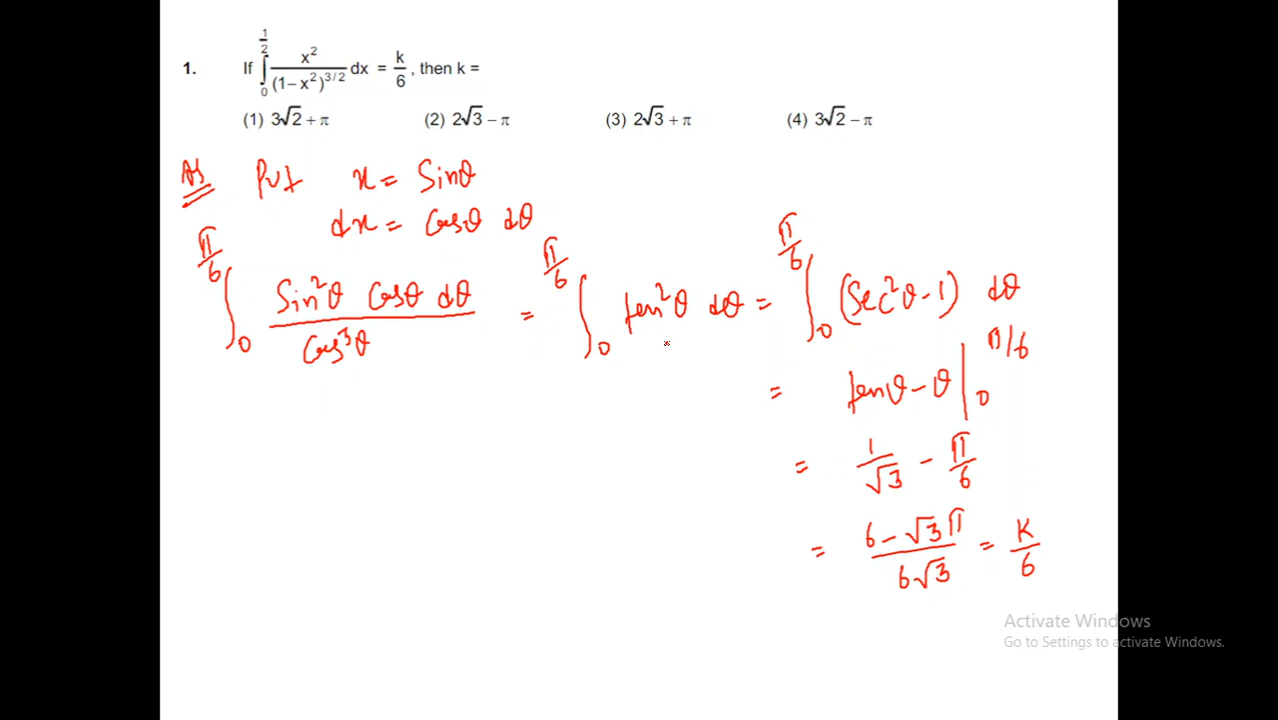 1. If ∫₀^{1/2} x²/(1–x²)^{3/2} dx = k/6 , then k =
(1) 3√2 + π (2) 2√3 – π (3) 2√3 + π (4) 3√2 – π
As Put x = Sinθ
dx = Cosθ dθ
∫₀^{π/6} Sin²θ Cosθ dθ / Cos³θ = ∫₀^{π/6} tan²θ dθ = ∫₀^{π/6} (Sec²θ - 1) dθ
= tanθ - θ |₀^{π/6}
= 1/√3 - π/6
= (6 - √3 π)/(6√3) = K/6
Activate Windows
Go to Settings to activate Windows.